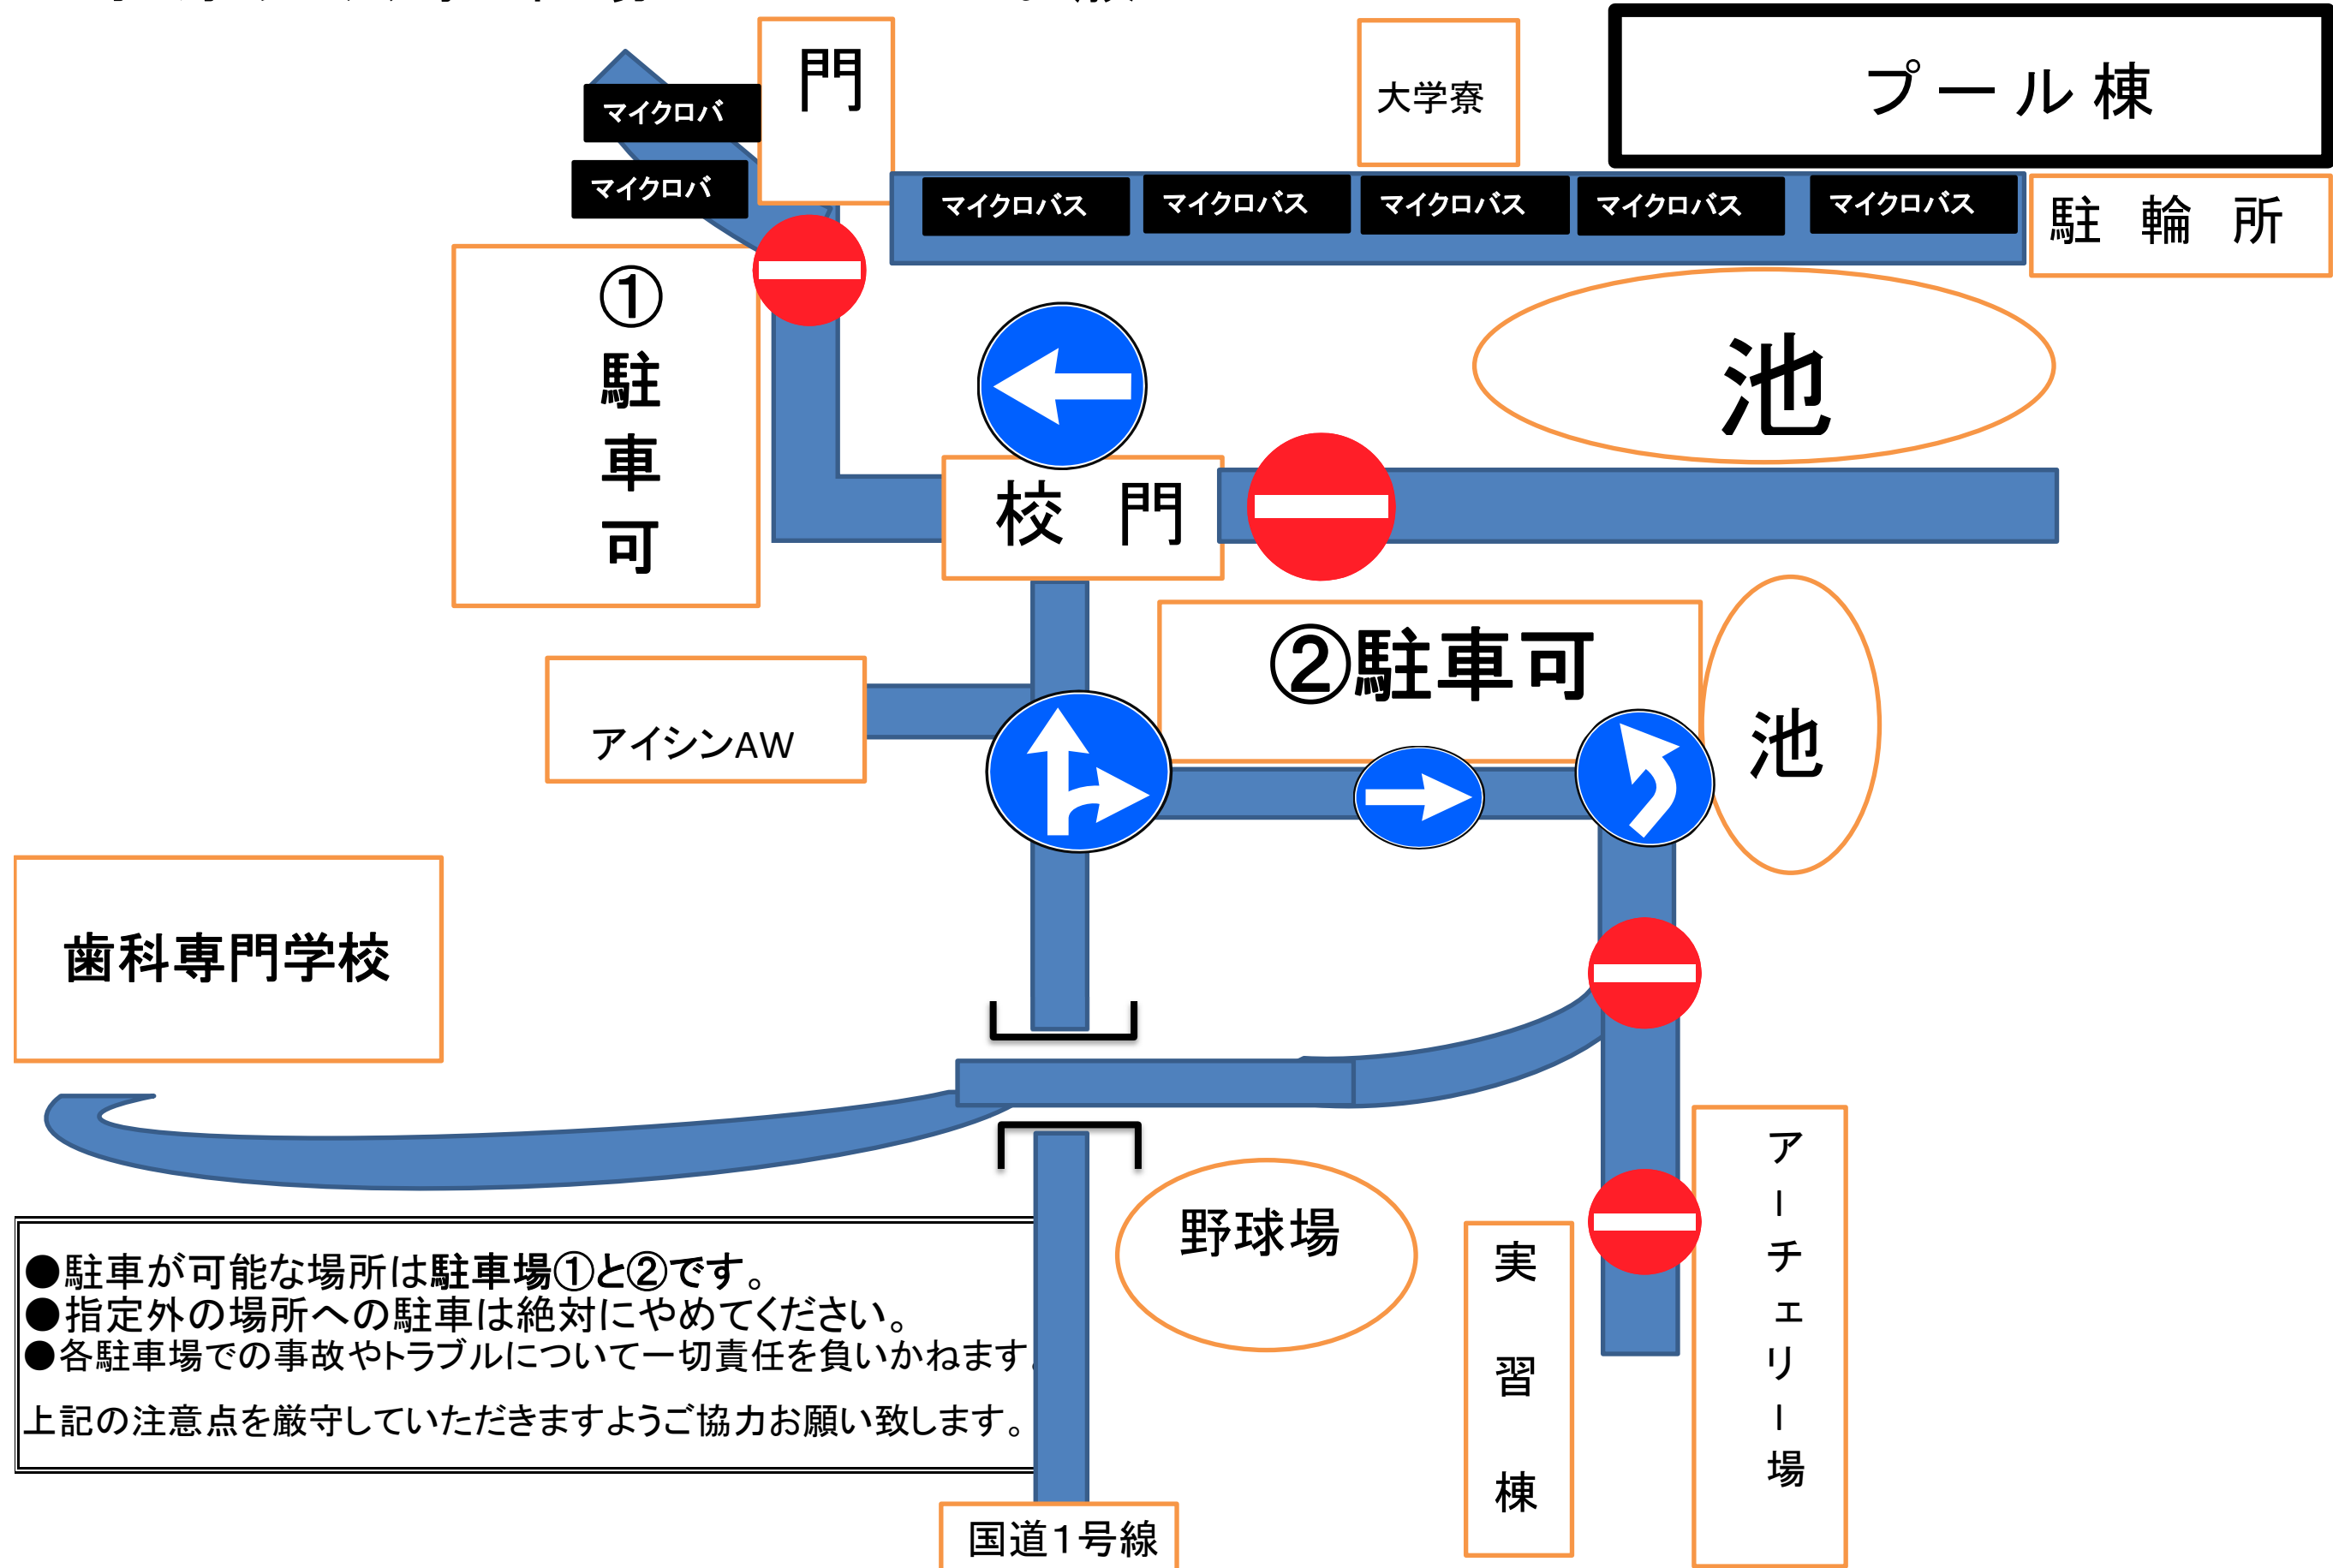 門
大学寮
プール棟
マイクロバ
マイクロバ
マイクロバス
マイクロバス
マイクロバス
マイクロバス
マイクロバス
駐輪所
①駐車可
池
校門
②駐車可
アイシンAW
池
歯科専門学校
野球場
実習棟
アーチェリー場
●駐車が可能な場所は駐車場①と②です。
●指定外の場所への駐車は絶対にやめてください。
●各駐車場での事故やトラブルについて一切責任を負いかねます。
上記の注意点を厳守していただきますようご協力お願い致します。
国道1号線